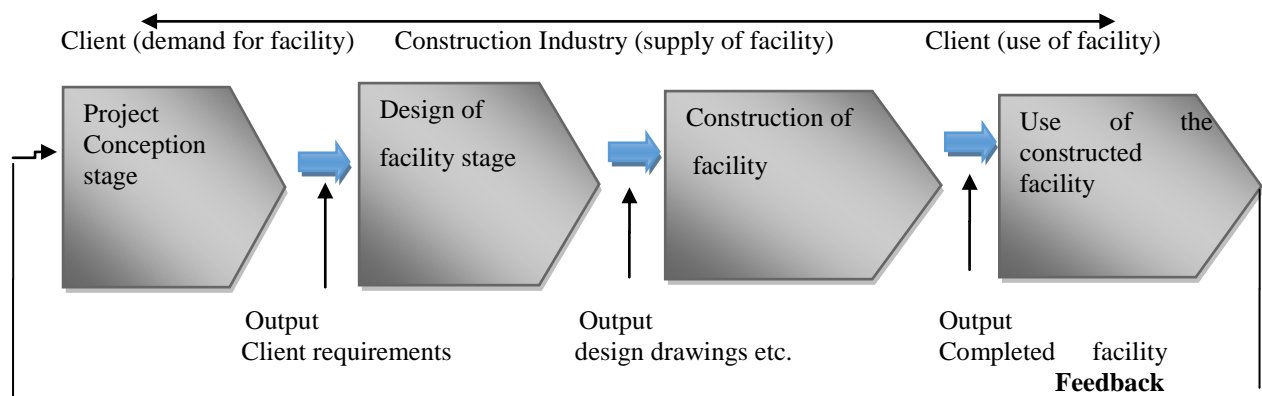 Client (demand for facility) Construction Industry (supply of facility) Client (use of facility)
Project
Conception
stage
Design of
facility stage
Construction of
facility
Use of the
constructed
facility
Output
Client requirements
Output
design drawings etc.
Output
Completed facility
Feedback